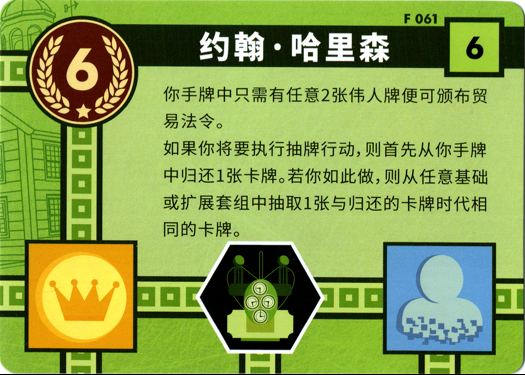 F 061
6
约翰·哈里森
6
你手牌中只需有任意2张伟人牌便可颁布贸
易法令。
如果你将要执行抽牌行动,则首先从你手牌
中归还1张卡牌。若你如此做,则从任意基础
或扩展套组中抽取1张与归还的卡牌时代相
同的卡牌。